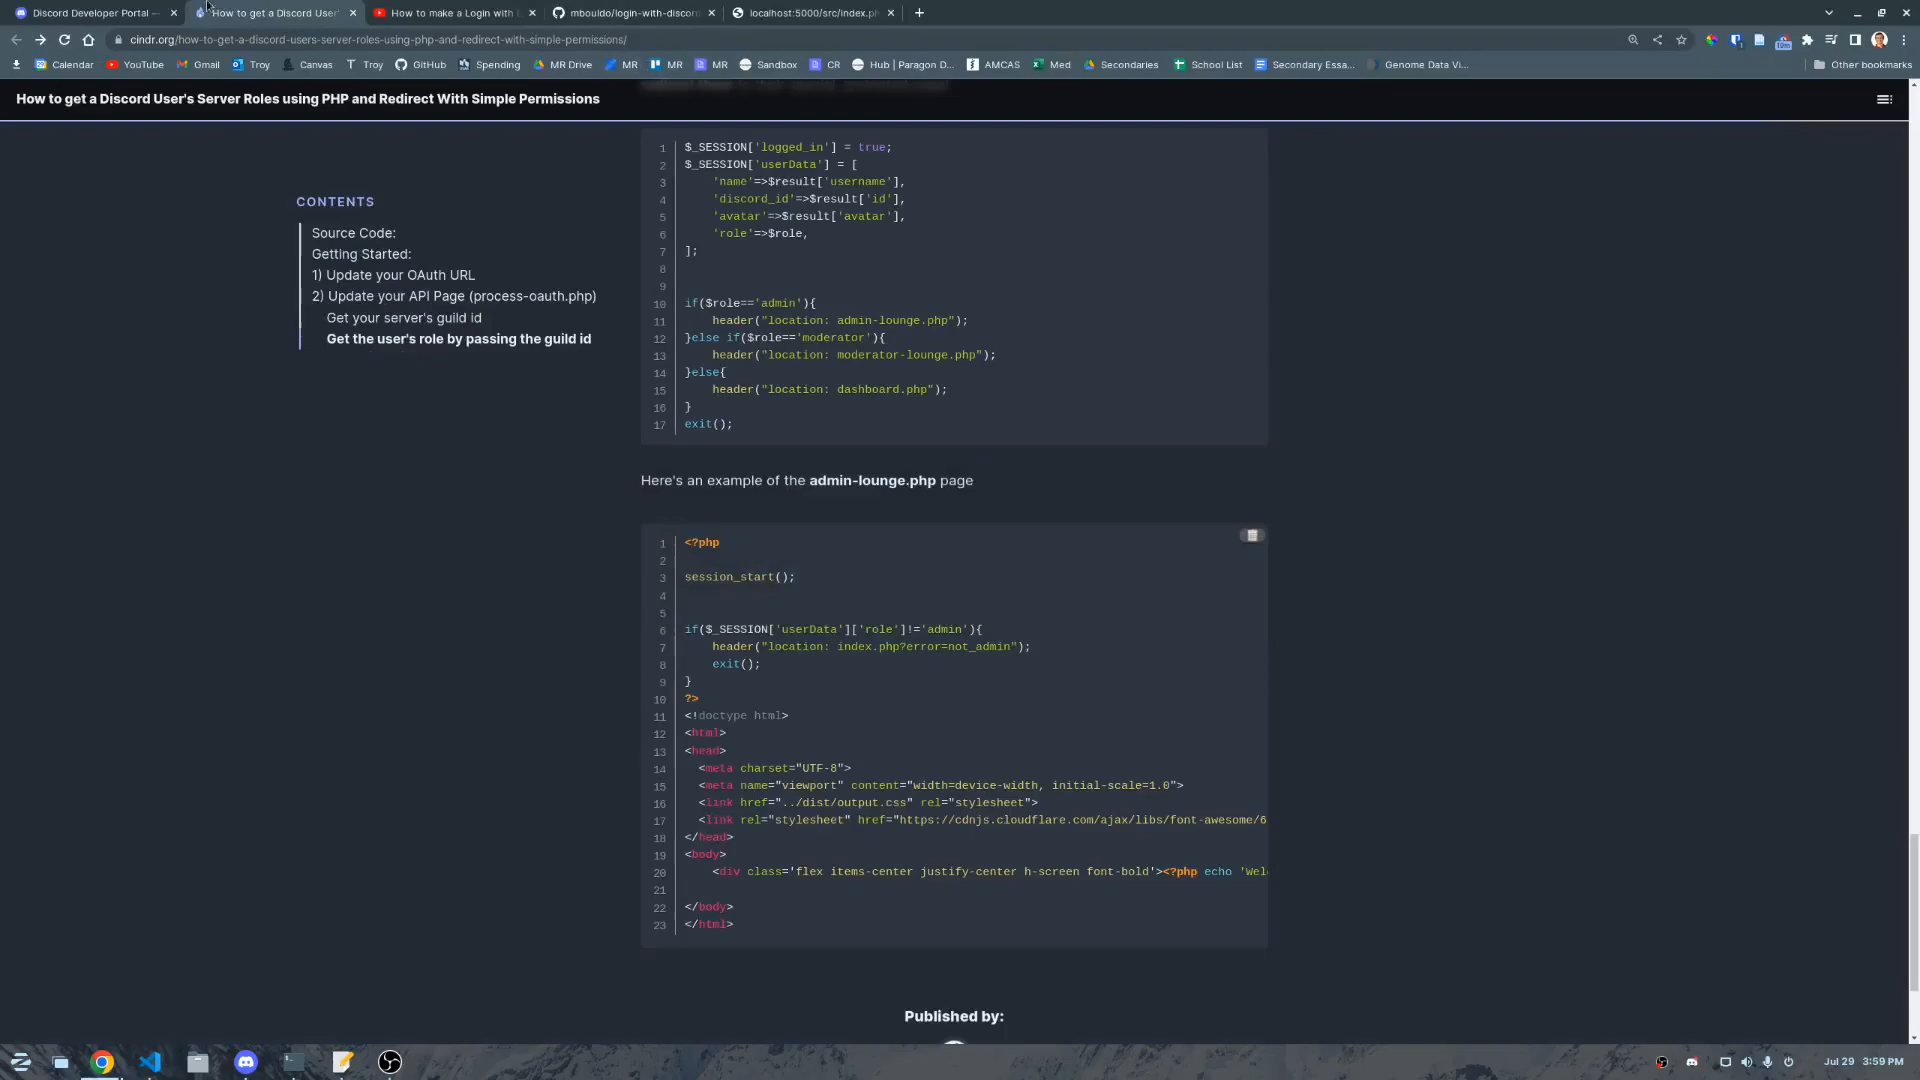 Discord Developer Portal —
How to get a Discord User'
How to make a Login with
mbouldo/login-with-discor
localhost:5000/src/index.p
cindr.org/how-to-get-a-discord-users-server-roles-using-php-and-redirect-with-simple-permissions/
Calendar YouTube Gmail Troy Canvas Troy GitHub Spending MR Drive MR MR MR Sandbox CR Hub | Paragon D... AMCAS Med Secondaries School List Secondary Essa... Genome Data Vi... Other bookmarks
How to get a Discord User's Server Roles using PHP and Redirect With Simple Permissions
CONTENTS
Source Code:
Getting Started:
1) Update your OAuth URL
2) Update your API Page (process-oauth.php)
Get your server's guild id
Get the user's role by passing the guild id
1 $_SESSION['logged_in'] = true;
2 $_SESSION['userData'] = [
3 'name'=>$result['username'],
4 'discord_id'=>$result['id'],
5 'avatar'=>$result['avatar'],
6 'role'=>$role,
7 ];
8
9
10 if($role=='admin'){
11 header("location: admin-lounge.php");
12 }else if($role=='moderator'){
13 header("location: moderator-lounge.php");
14 }else{
15 header("location: dashboard.php");
16 }
17 exit();
Here's an example of the admin-lounge.php page
1 <?php
2
3 session_start();
4
5
6 if($_SESSION['userData']['role']!='admin'){
7 header("location: index.php?error=not_admin");
8 exit();
9 }
10 ?>
11 <!doctype html>
12 <html>
13 <head>
14 <meta charset="UTF-8">
15 <meta name="viewport" content="width=device-width, initial-scale=1.0">
16 <link href="../dist/output.css" rel="stylesheet">
17 <link rel="stylesheet" href="https://cdnjs.cloudflare.com/ajax/libs/font-awesome/6
18 </head>
19 <body>
20 <div class='flex items-center justify-center h-screen font-bold'><?php echo 'Wel
21
22 </body>
23 </html>
Published by:
Jul 29 3:59 PM